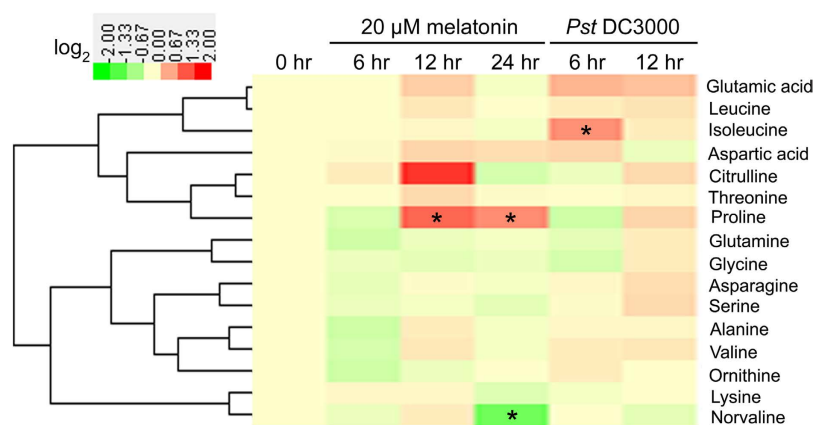 20 µM melatonin Pst DC3000
log2 -2.00 -1.33 -0.67 0.00 0.67 1.33 2.00
0 hr 6 hr 12 hr 24 hr 6 hr 12 hr
Glutamic acid
Leucine
* Isoleucine
Aspartic acid
Citrulline
Threonine
* * Proline
Glutamine
Glycine
Asparagine
Serine
Alanine
Valine
Ornithine
Lysine
* Norvaline